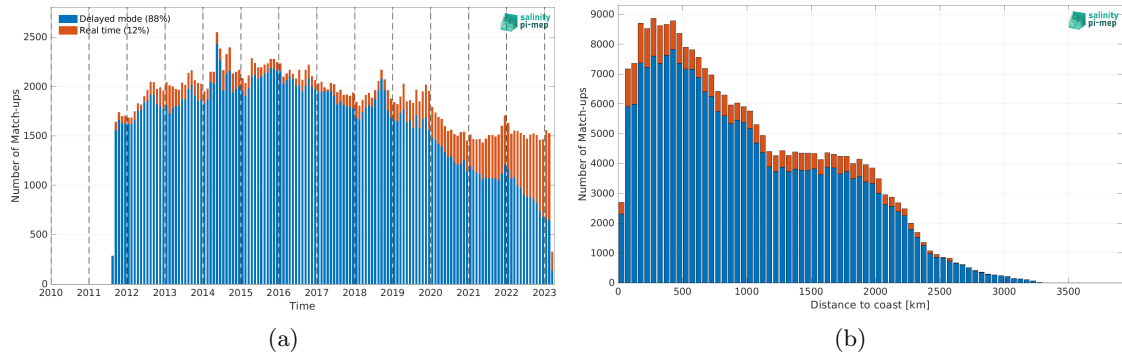 Delayed mode (88%)
Real time (12%)
salinity
pi-mep
2500
2000
1500
1000
500
0
Number of Match-ups
2010 2011 2012 2013 2014 2015 2016 2017 2018 2019 2020 2021 2022 2023
Time
(a)
salinity
pi-mep
9000
8000
7000
6000
5000
4000
3000
2000
1000
0
Number of Match-ups
0 500 1000 1500 2000 2500 3000 3500
Distance to coast [km]
(b)